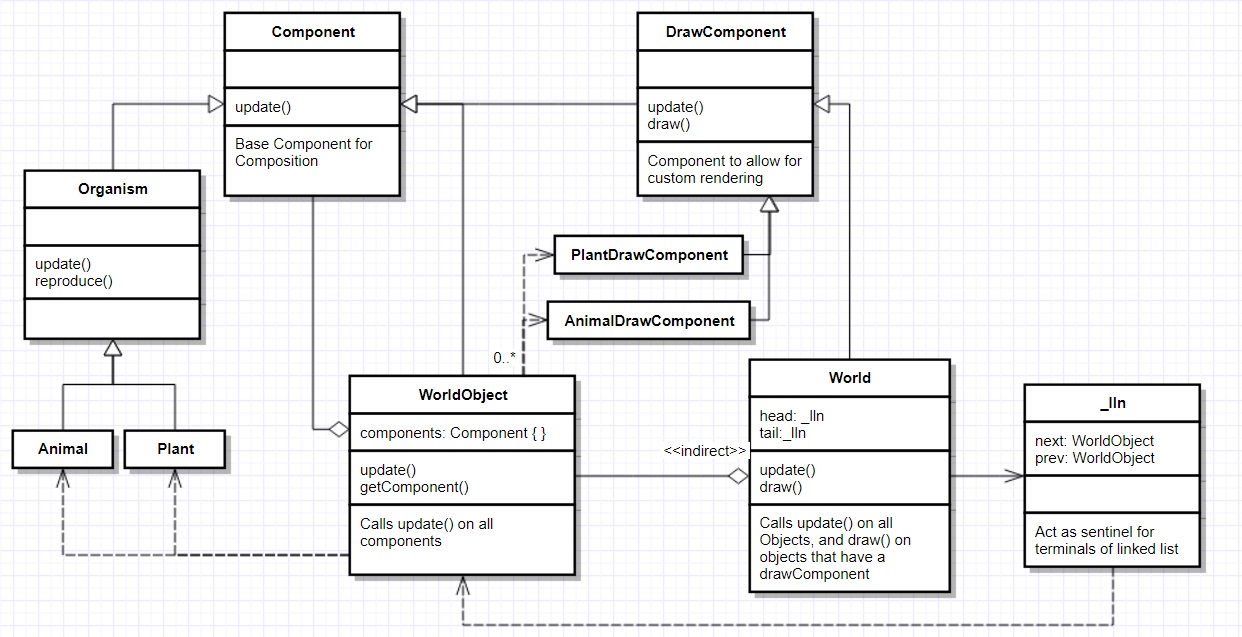 Component
update()
Base Component for
Composition
DrawComponent
update()
draw()
Component to allow for
custom rendering
Organism
update()
reproduce()
PlantDrawComponent
AnimalDrawComponent
0..*
Animal
Plant
WorldObject
components: Component { }
update()
getComponent()
Calls update() on all
components
<<indirect>>
World
head: _lln
tail:_lln
update()
draw()
Calls update() on all
Objects, and draw() on
objects that have a
drawComponent
_lln
next: WorldObject
prev: WorldObject
Act as sentinel for
terminals of linked list